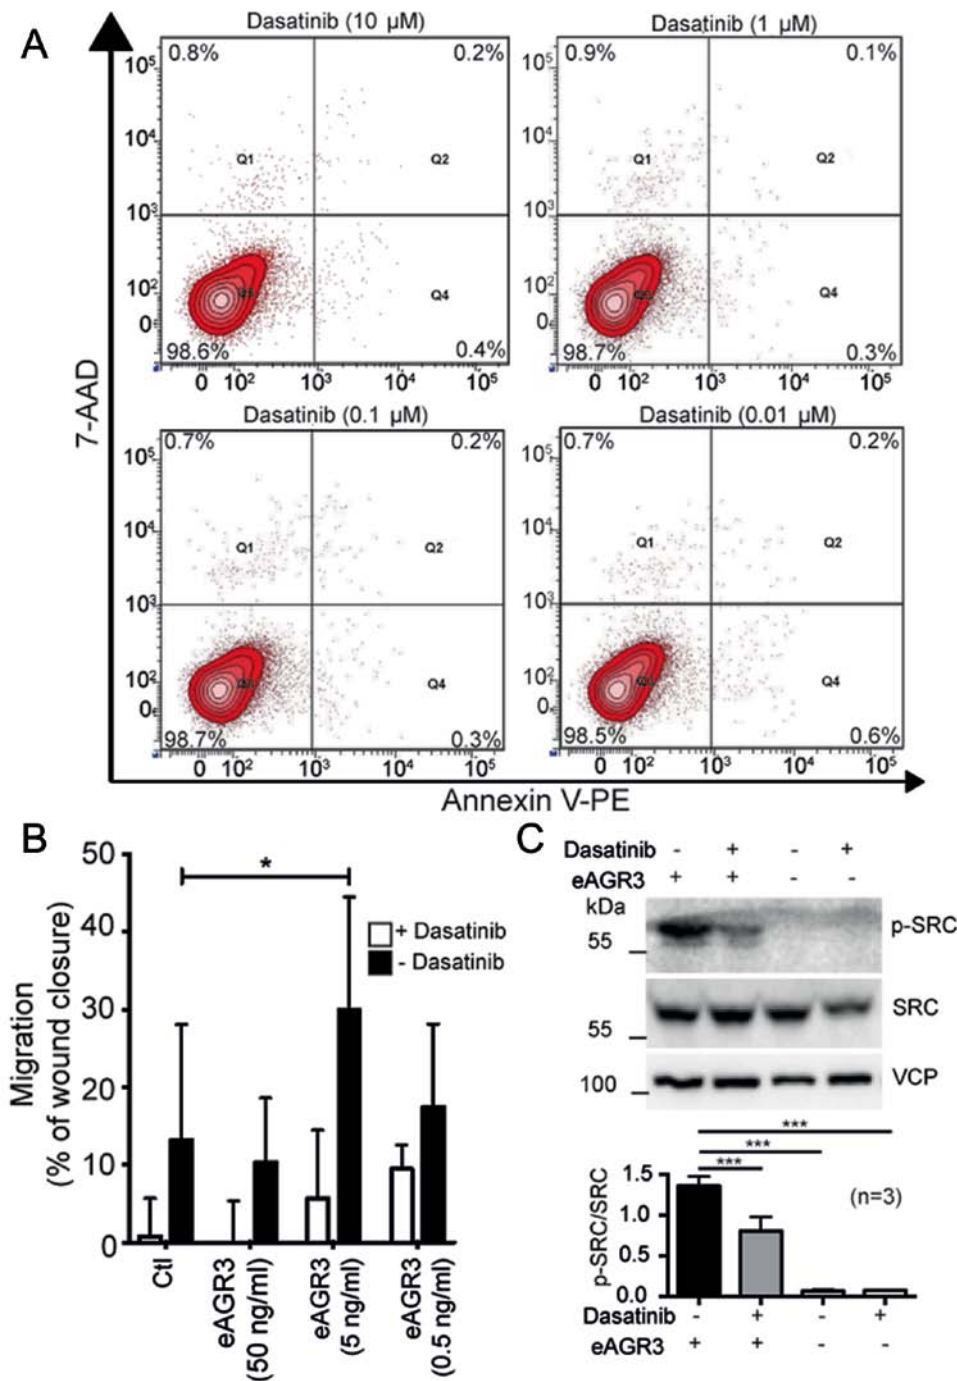 A
Dasatinib (10 µM)
0.8% 0.2%
10⁵
10⁴
10³
10²
0
Q1 Q2
Q4
98.6% 0.4%
0 10² 10³ 10⁴ 10⁵
Dasatinib (1 µM)
0.9% 0.1%
10⁵
10⁴
10³
10²
0
Q1 Q2
Q4
98.7% 0.3%
0 10² 10³ 10⁴ 10⁵
Dasatinib (0.1 µM)
0.7% 0.2%
10⁵
10⁴
10³
10²
0
Q1 Q2
Q4
98.7% 0.3%
0 10² 10³ 10⁴ 10⁵
Dasatinib (0.01 µM)
0.7% 0.2%
10⁵
10⁴
10³
10²
0
Q1 Q2
Q4
98.5% 0.6%
0 10² 10³ 10⁴ 10⁵
7-AAD
Annexin V-PE
B
Migration
(% of wound closure)
50
40
30
20
10
0
*
+ Dasatinib
- Dasatinib
Ctl
eAGR3
(50 ng/ml)
eAGR3
(5 ng/ml)
eAGR3
(0.5 ng/ml)
C
Dasatinib - + - +
eAGR3 + + - -
kDa
55 p-SRC
55 SRC
100 VCP
***
***
***
(n=3)
p-SRC/SRC
1.5
1.0
0.5
0.0
Dasatinib - + - +
eAGR3 + + - -